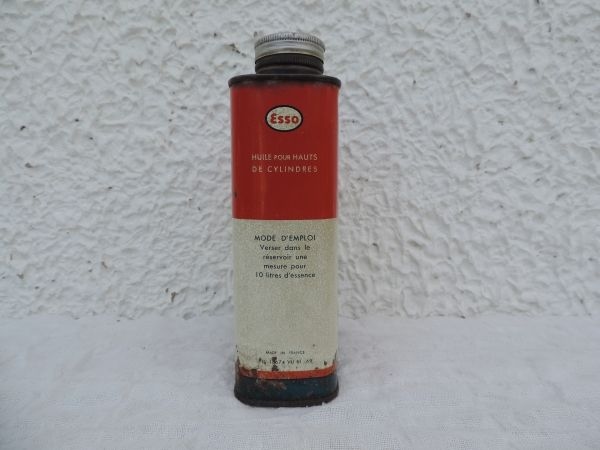 Esso
HUILE POUR HAUTS
DE CYLINDRES
MODE D'EMPLOI
Verser dans le
réservoir une
mesure pour
10 litres d'essence
MADE IN FRANCE